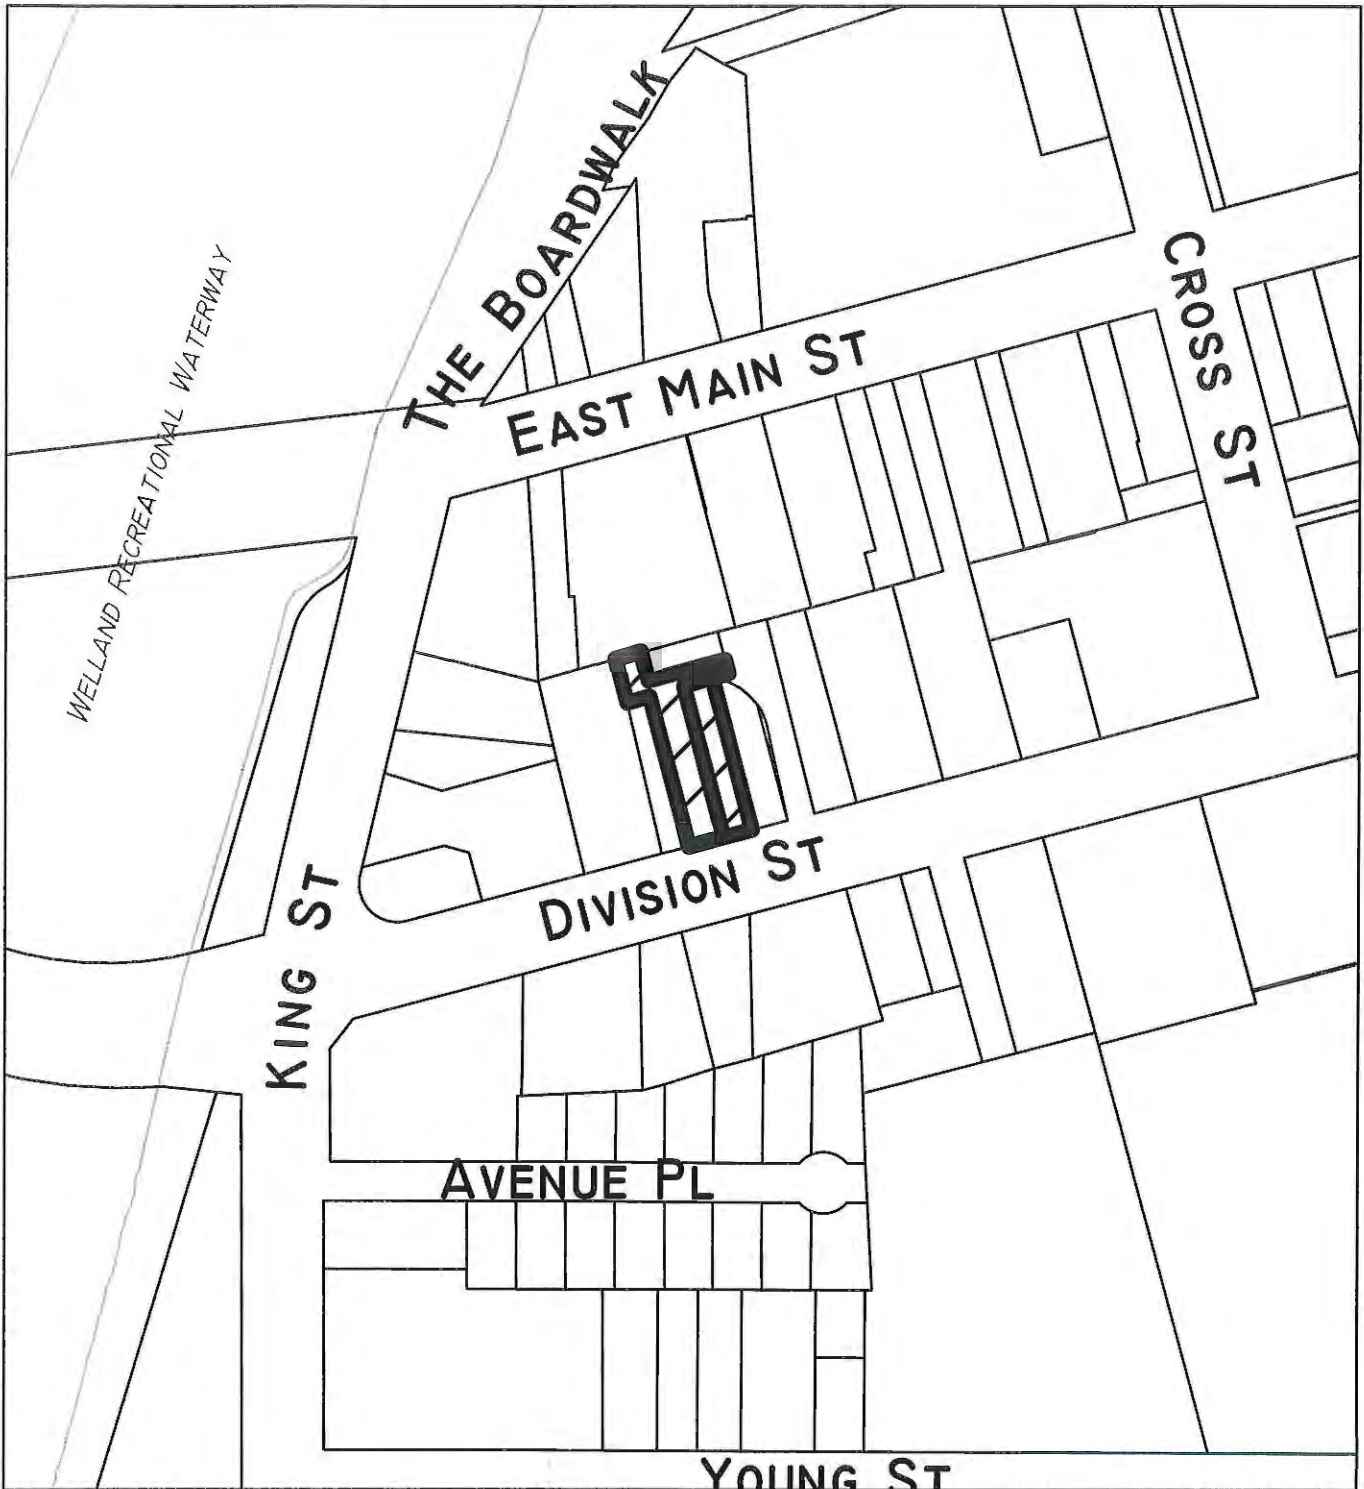 THE BOARDWALK
CROSS ST
EAST MAIN ST
WELLAND RECREATIONAL WATERWAY
DIVISION ST
KING ST
AVENUE PL
YOUNG ST